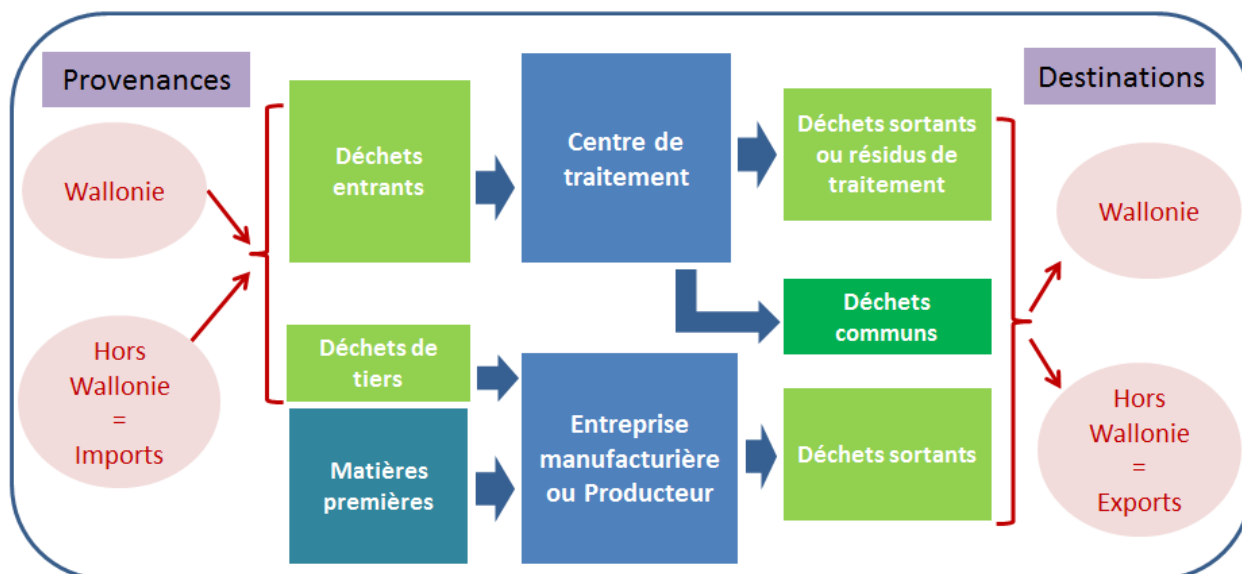 Provenances
Destinations
Wallonie
Hors
Wallonie
=
Imports
Déchets
entrants
Déchets de
tiers
Matières
premières
Centre de
traitement
Entreprise
manufacturière
ou Producteur
Déchets sortants
ou résidus de
traitement
Déchets
communs
Déchets sortants
Wallonie
Hors
Wallonie
=
Exports